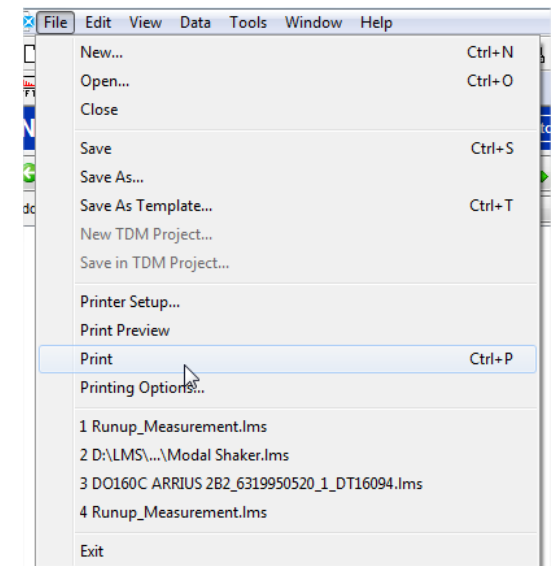 File Edit View Data Tools Window Help
New... Ctrl+N
Open... Ctrl+O
Close
Save Ctrl+S
Save As...
Save As Template... Ctrl+T
New TDM Project...
Save in TDM Project...
Printer Setup...
Print Preview
Print Ctrl+P
Printing Options...
1 Runup_Measurement.lms
2 D:\LMS\...\Modal Shaker.lms
3 DO160C ARRIUS 2B2_6319950520_1_DT16094.lms
4 Runup_Measurement.lms
Exit